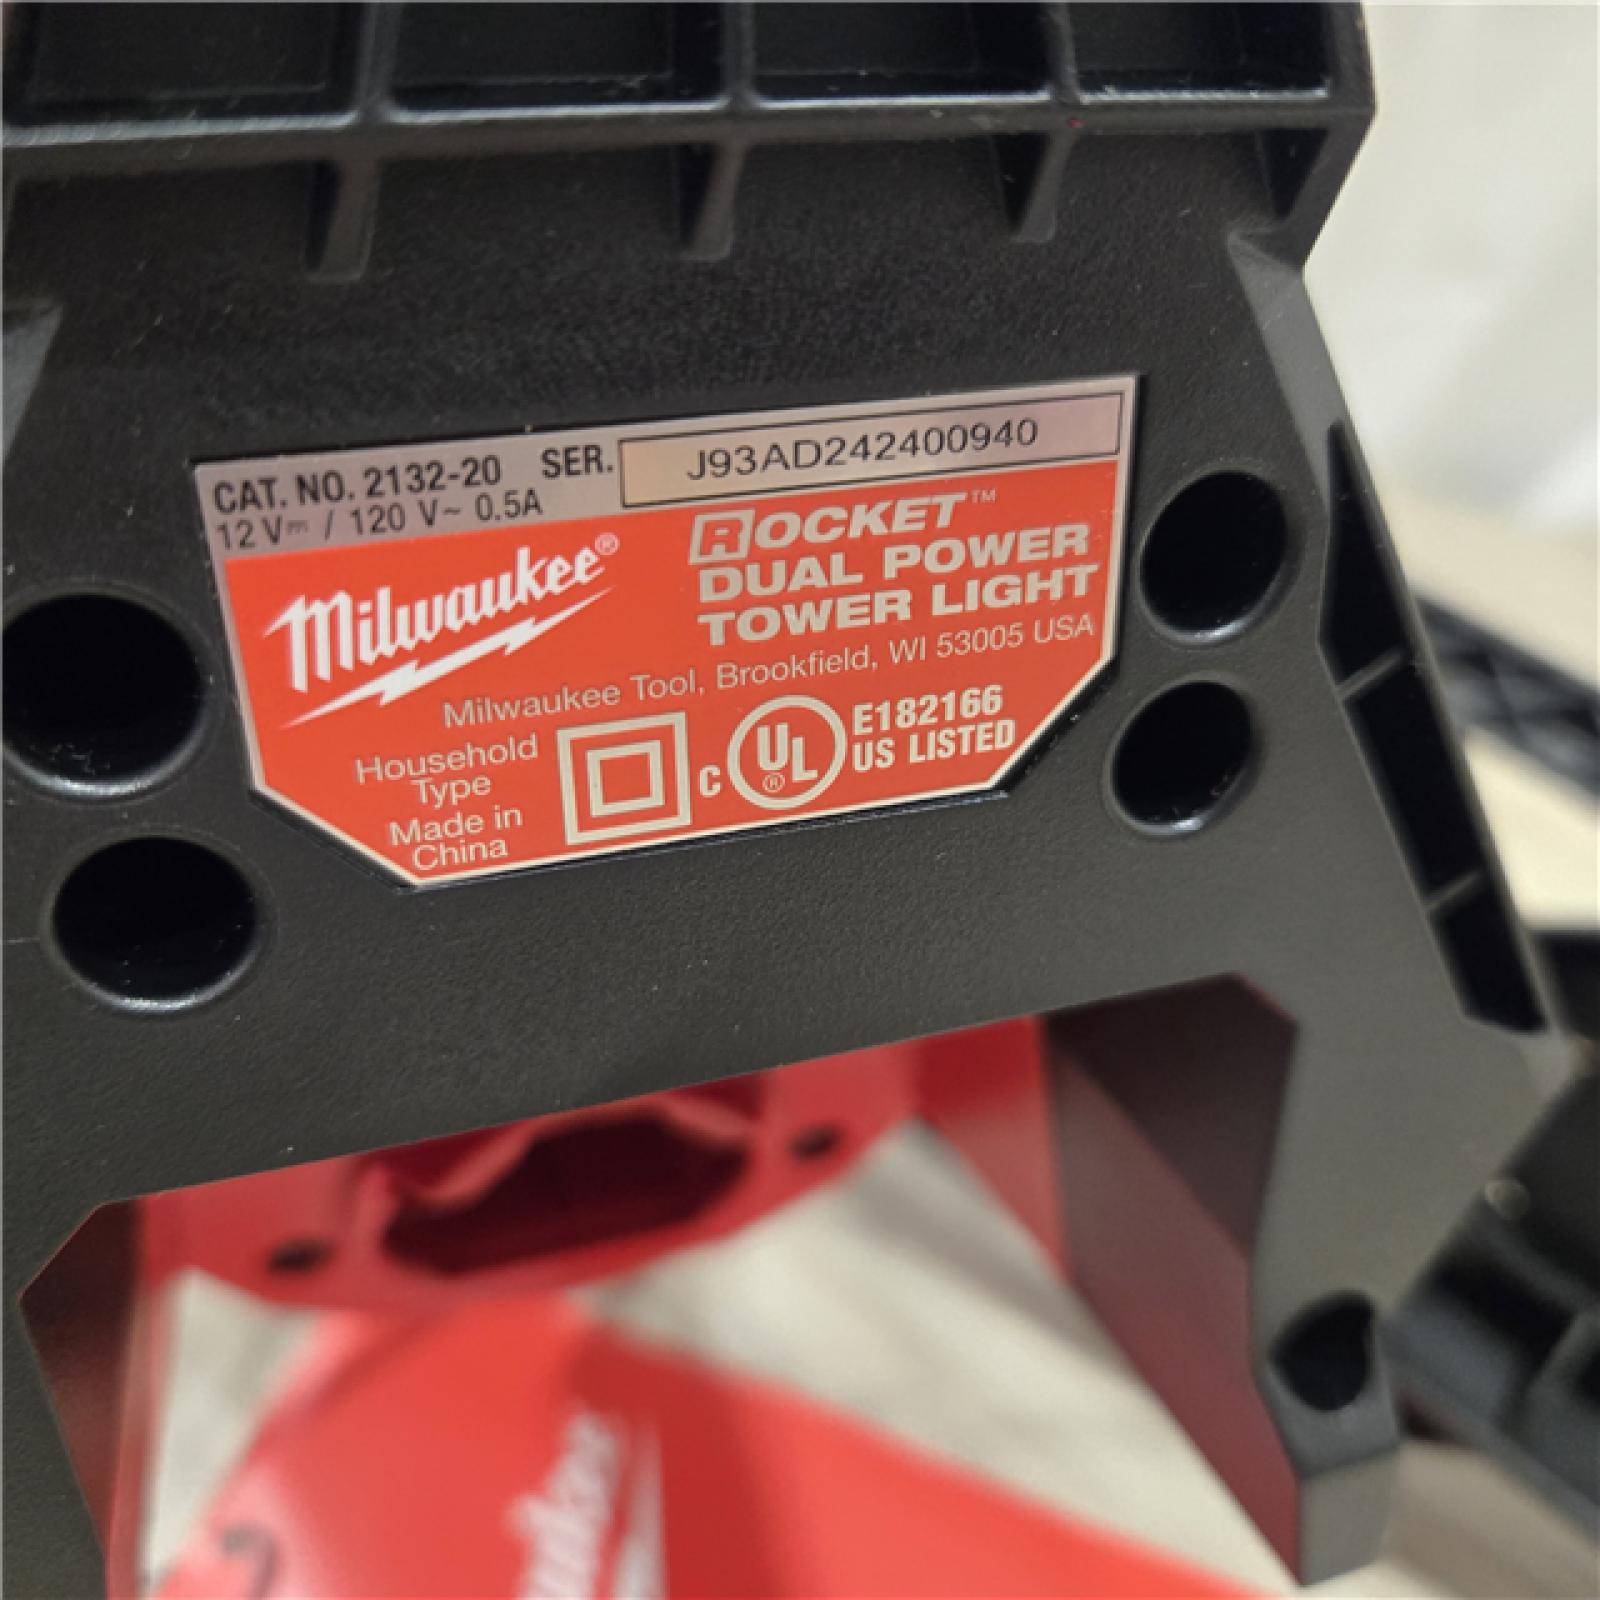 CAT. NO. 2132-20 SER. J93AD242400940
12 V⎓ / 120 V~ 0.5A
Milwaukee®
ROCKET™
DUAL POWER
TOWER LIGHT
Milwaukee Tool, Brookfield, WI 53005 USA
Household
Type
Made in
China
C UL® E182166
US LISTED